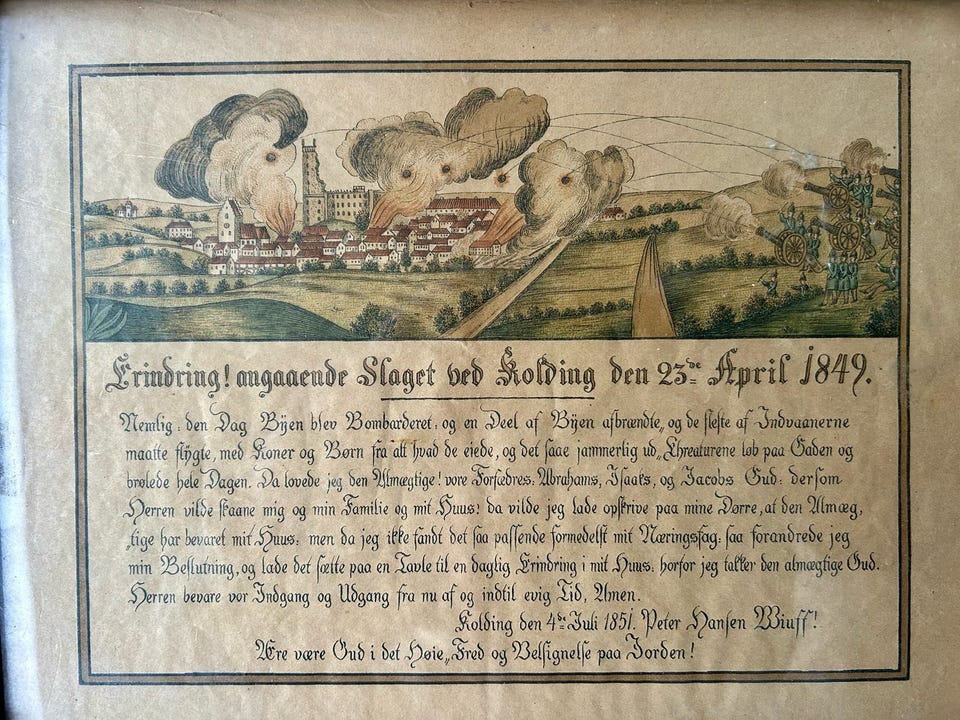 Erindring! angaaende Slaget ved Kolding den 23de April 1849.
Nemlig: den Dag Bÿen blev Bombarderet: og en Deel af Bÿen afbrændte„ og de fleste af Indvaanerne
maatte flÿgte, med Koner og Børn fra alt hvad de eiede, og det saae jammerlig ud„ Chreaturene løb paa Gaden og
brølede hele Dagen. Da lovede jeg den Almægtige! vore Forfædres: Abrahams, Isaaks, og Jacobs Gud: dersom
Herren vilde skaane mig og min Familie og mit Huus! da vilde jeg lade opskrive paa mine Dørre, at den Almæg,
„tige har bevaret mit Huus: men da jeg ikke fandt det saa passende formedelst mit Næringsfag: saa forandrede jeg
min Beslutning, og lade det sætte paa en Tavle til en daglig Erindring i mit Huus: horfor jeg takker den almægtige Gud.
Herren bevare vor Indgang og Udgang fra nu af og indtil evig Tid, Amen.
Kolding den 4de Juli 1851. Peter Hansen Wiuff!
Ære være Gud i det Høie„ Fred og Velsignelse paa Jorden!